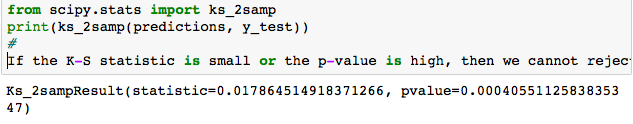 from scipy.stats import ks_2samp
print(ks_2samp(predictions, y_test))
#
If the K-S statistic is small or the p-value is high, then we cannot rejec
Ks_2sampResult(statistic=0.017864514918371266, pvalue=0.00040551125838353
47)